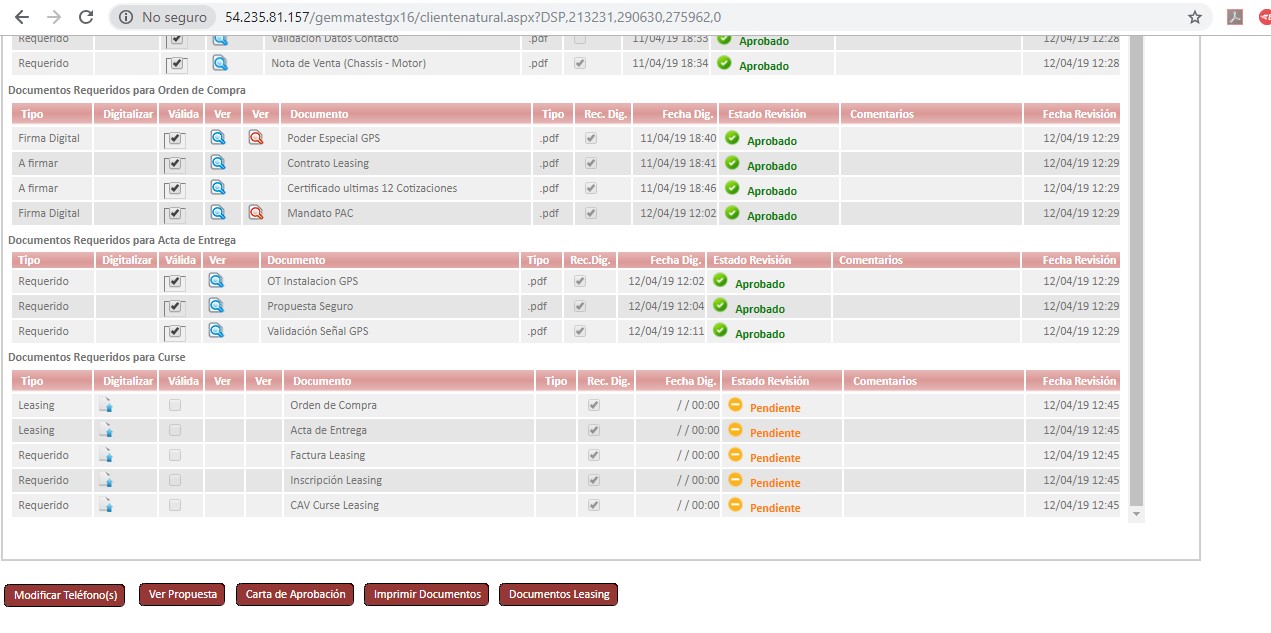 No seguro 54.235.81.157/gemmatestgx16/clientenatural.aspx?DSP,213231,290630,275962,0
Requerido Validacion Datos Contacto .pdf 11/04/19 18:33 Aprobado 12/04/19 12:28
Requerido Nota de Venta (Chassis - Motor) .pdf 11/04/19 18:34 Aprobado 12/04/19 12:28
Documentos Requeridos para Orden de Compra
Tipo Digitalizar Válida Ver Ver Documento Tipo Rec. Dig. Fecha Dig. Estado Revisión Comentarios Fecha Revisión
Firma Digital Poder Especial GPS .pdf 11/04/19 18:40 Aprobado 12/04/19 12:29
A firmar Contrato Leasing .pdf 11/04/19 18:41 Aprobado 12/04/19 12:29
A firmar Certificado ultimas 12 Cotizaciones .pdf 11/04/19 18:46 Aprobado 12/04/19 12:29
Firma Digital Mandato PAC .pdf 12/04/19 12:02 Aprobado 12/04/19 12:29
Documentos Requeridos para Acta de Entrega
Tipo Digitalizar Válida Ver Documento Tipo Rec.Dig. Fecha Dig. Estado Revisión Comentarios Fecha Revisión
Requerido OT Instalacion GPS .pdf 12/04/19 12:02 Aprobado 12/04/19 12:29
Requerido Propuesta Seguro .pdf 12/04/19 12:04 Aprobado 12/04/19 12:29
Requerido Validación Señal GPS .pdf 12/04/19 12:11 Aprobado 12/04/19 12:29
Documentos Requeridos para Curse
Tipo Digitalizar Válida Ver Ver Documento Tipo Rec. Dig. Fecha Dig. Estado Revisión Comentarios Fecha Revisión
Leasing Orden de Compra / / 00:00 Pendiente 12/04/19 12:45
Leasing Acta de Entrega / / 00:00 Pendiente 12/04/19 12:45
Requerido Factura Leasing / / 00:00 Pendiente 12/04/19 12:45
Requerido Inscripción Leasing / / 00:00 Pendiente 12/04/19 12:45
Requerido CAV Curse Leasing / / 00:00 Pendiente 12/04/19 12:45
Modificar Teléfono(s) Ver Propuesta Carta de Aprobación Imprimir Documentos Documentos Leasing